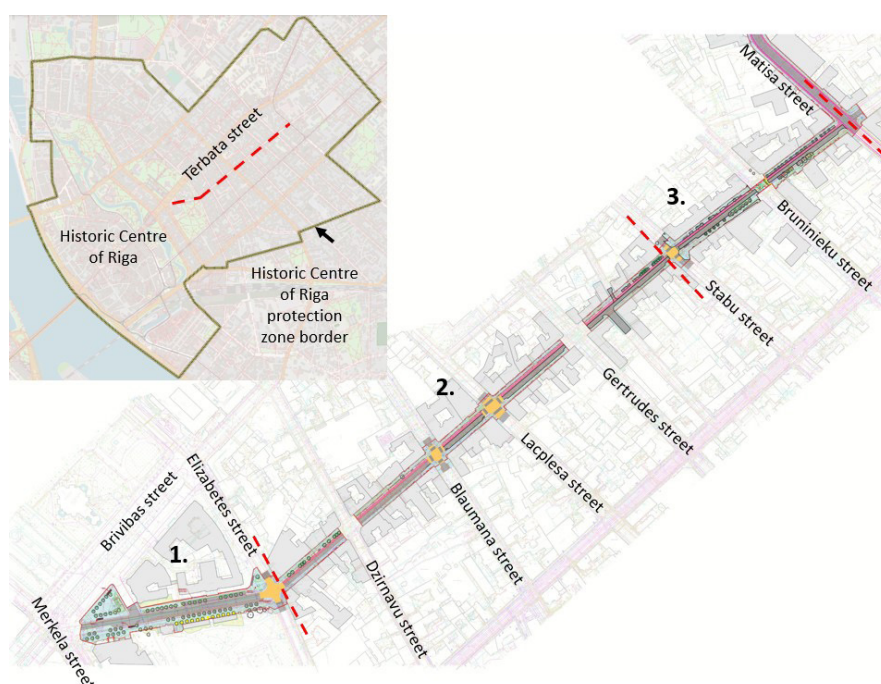 Tērbata street
Historic Centre
of Riga
Historic Centre
of Riga
protection
zone border
Matisa street
3.
Bruninieku street
Stabu street
2.
Gertrudes street
Lacplesa street
Elizabetes street
Brivibas street
Blaumana street
1.
Dzirnavu street
Merkela street